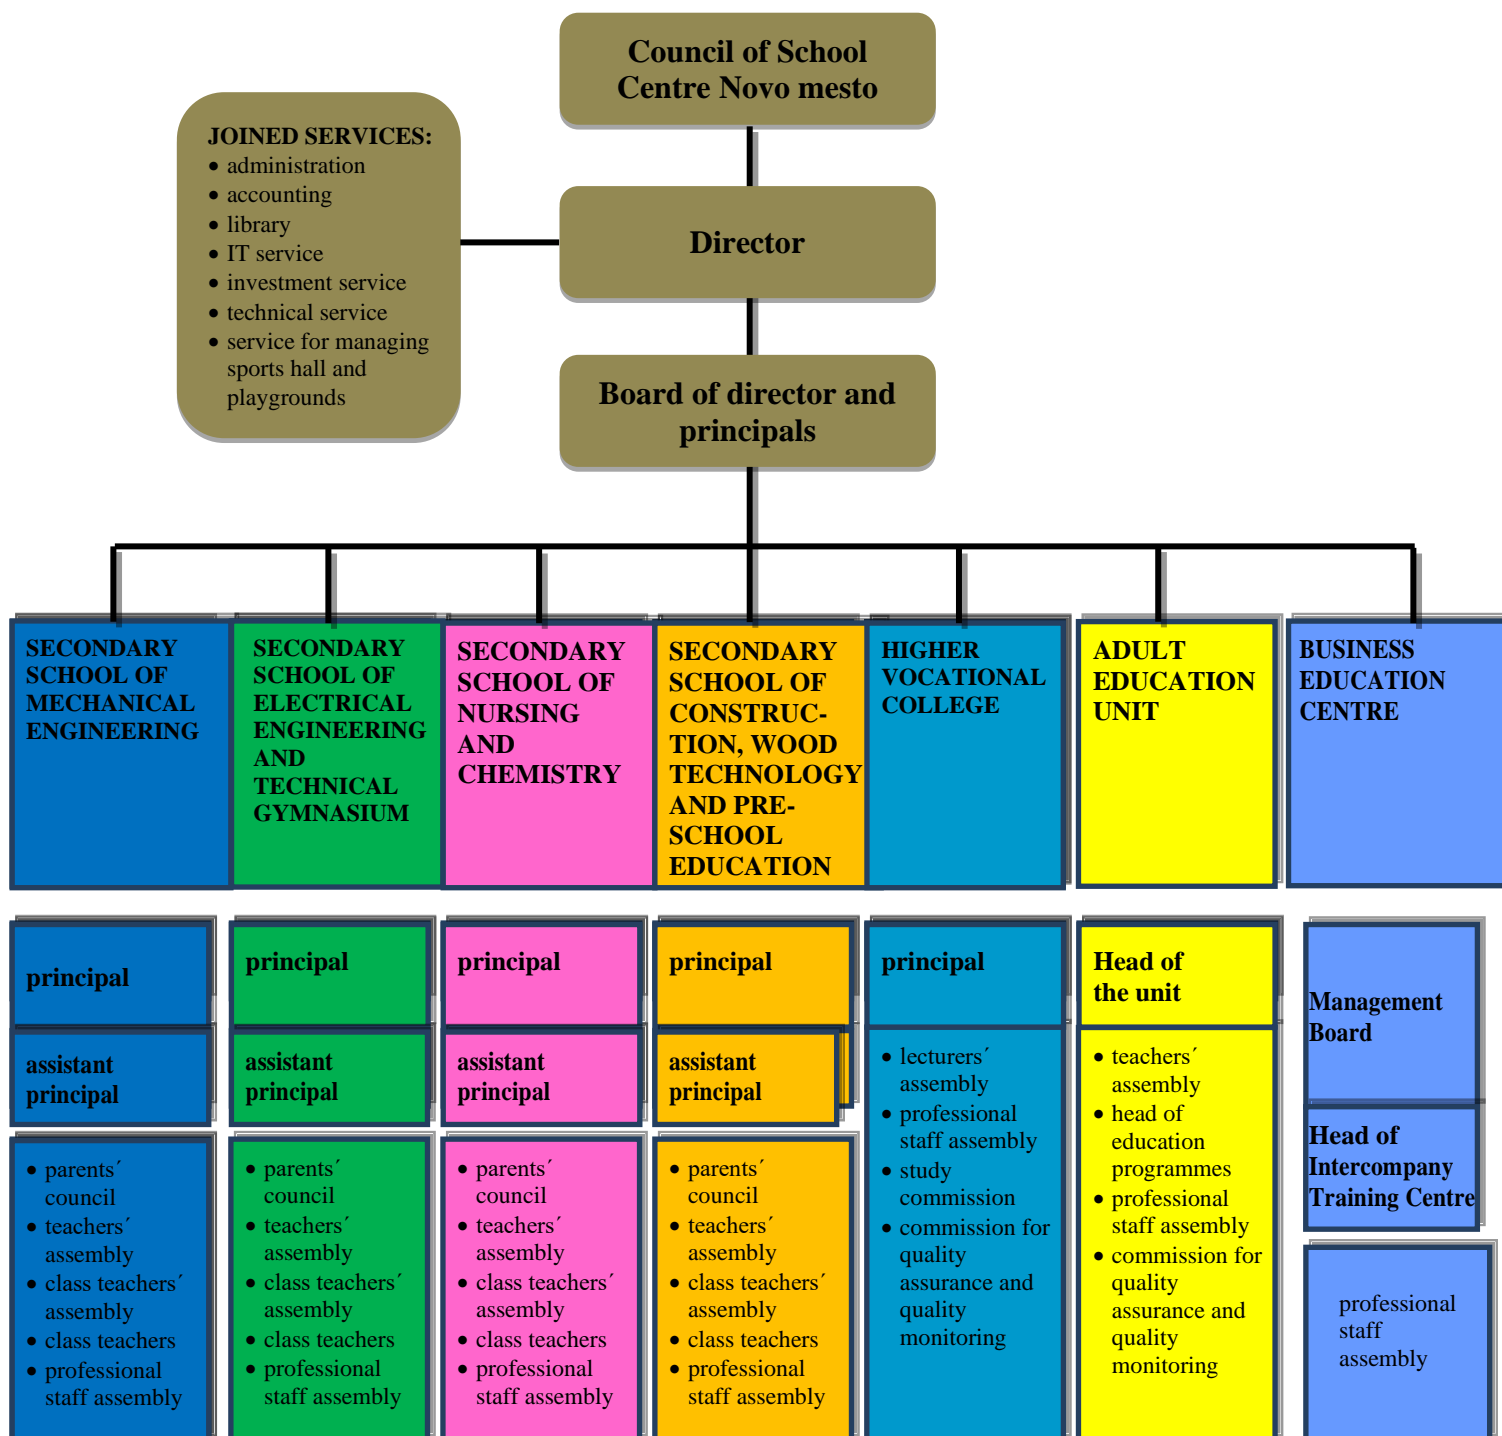 Council of School
Centre Novo mesto
JOINED SERVICES:
• administration
• accounting
• library
• IT service
• investment service
• technical service
• service for managing
sports hall and
playgrounds
Director
Board of director and
principals
SECONDARY
SCHOOL OF
MECHANICAL
ENGINEERING
SECONDARY
SCHOOL OF
ELECTRICAL
ENGINEERING
AND
TECHNICAL
GYMNASIUM
SECONDARY
SCHOOL OF
NURSING
AND
CHEMISTRY
SECONDARY
SCHOOL OF
CONSTRUC-
TION, WOOD
TECHNOLOGY
AND PRE-
SCHOOL
EDUCATION
HIGHER
VOCATIONAL
COLLEGE
ADULT
EDUCATION
UNIT
BUSINESS
EDUCATION
CENTRE
principal
assistant
principal
• parents´
council
• teachers´
assembly
• class teachers´
assembly
• class teachers
• professional
staff assembly
principal
assistant
principal
• parents´
council
• teachers´
assembly
• class teachers´
assembly
• class teachers
• professional
staff assembly
principal
assistant
principal
• parents´
council
• teachers´
assembly
• class teachers´
assembly
• class teachers
• professional
staff assembly
principal
assistant
principal
• parents´
council
• teachers´
assembly
• class teachers´
assembly
• class teachers
• professional
staff assembly
principal
• lecturers´
assembly
• professional
staff assembly
• study
commission
• commission for
quality
assurance and
quality
monitoring
Head of
the unit
• teachers´
assembly
• head of
education
programmes
• professional
staff assembly
• commission for
quality
assurance and
quality
monitoring
Management
Board
Head of
Intercompany
Training Centre
professional
staff
assembly